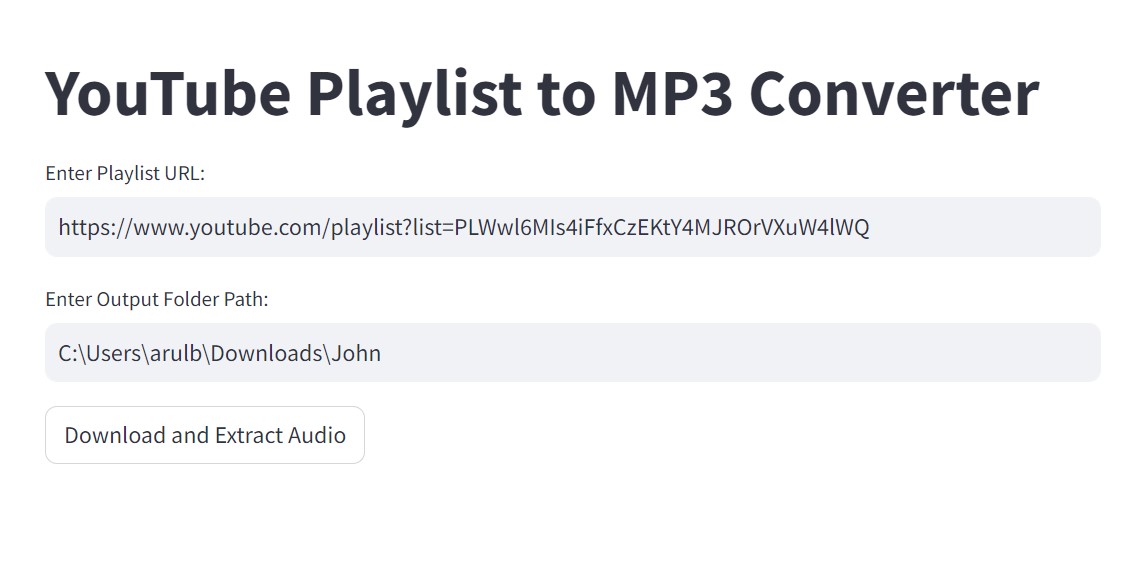 YouTube Playlist to MP3 Converter
Enter Playlist URL:
https://www.youtube.com/playlist?list=PLWwl6MIs4iFfxCzEKtY4MJROrVXuW4lWQ
Enter Output Folder Path:
C:\Users\arulb\Downloads\John
Download and Extract Audio